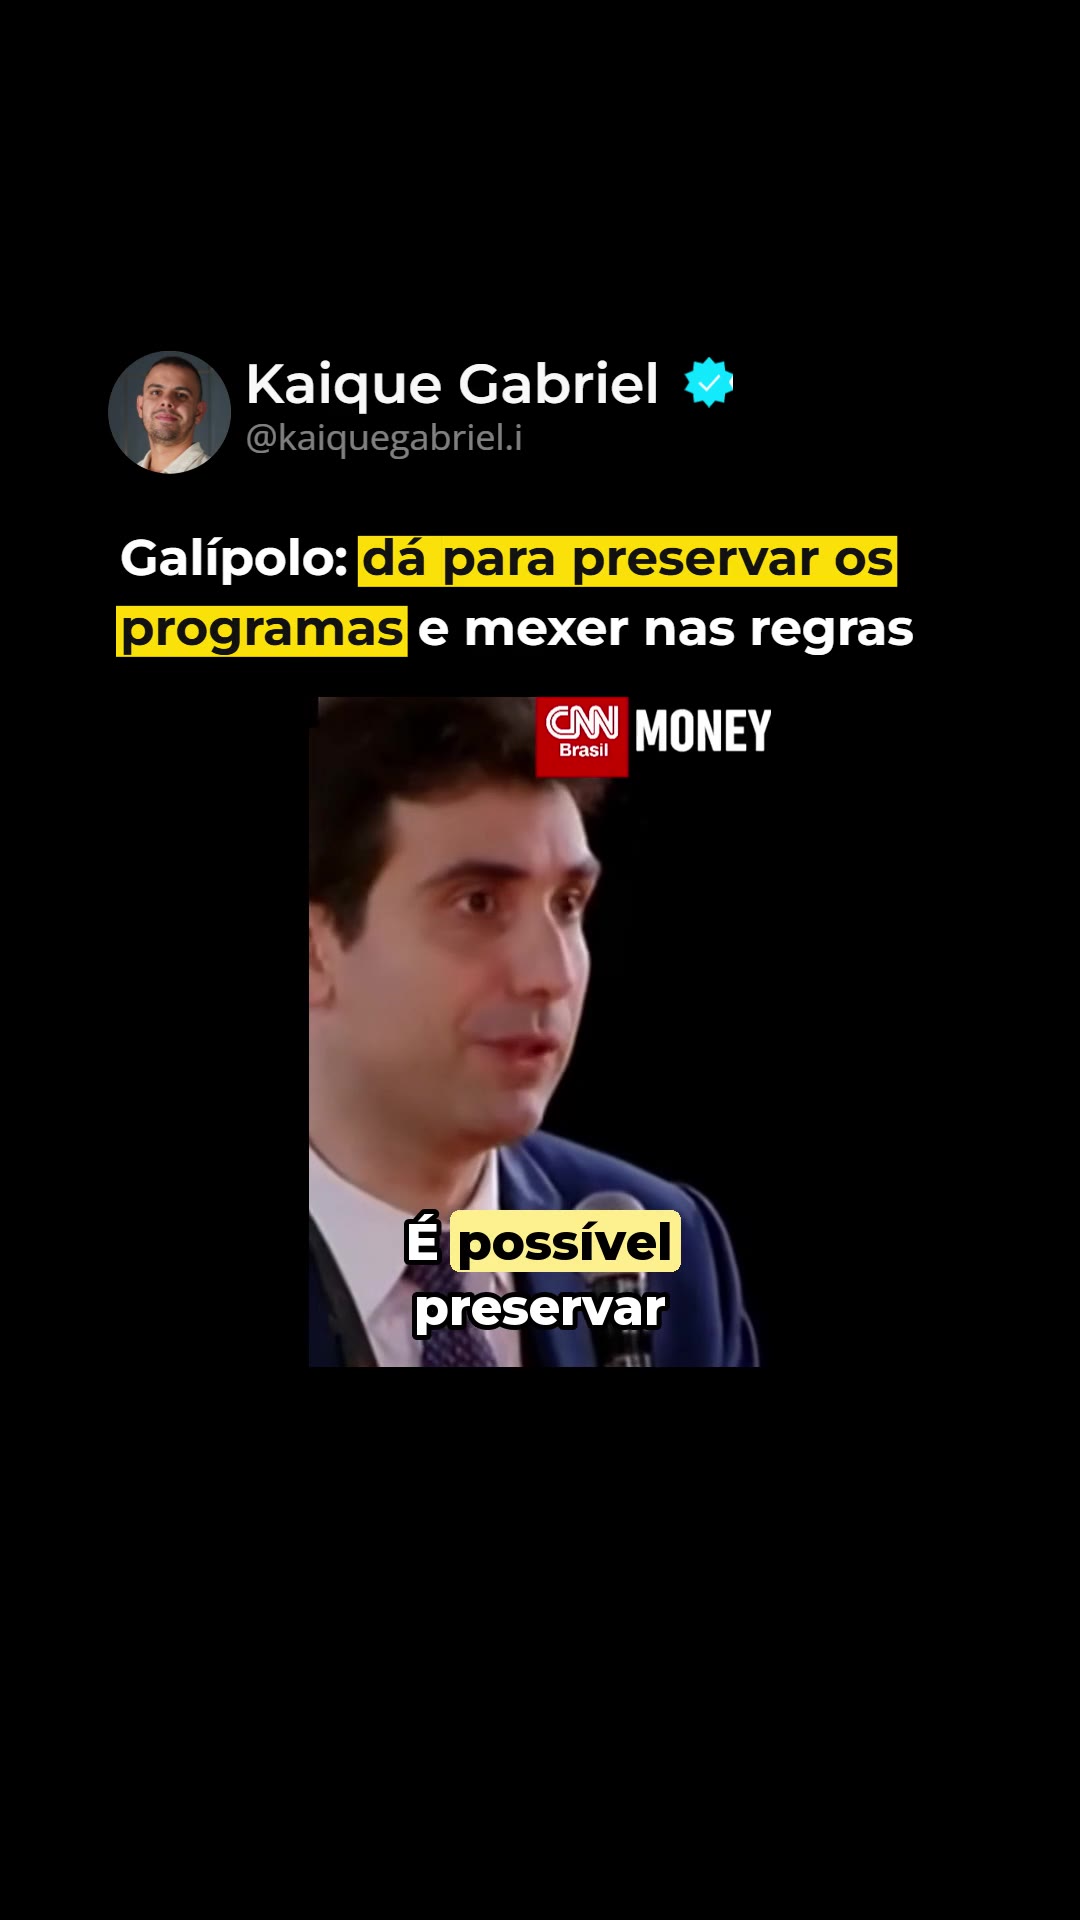 Kaique Gabriel
@kaiquegabriel.i
Galípolo: dá para preservar os
programas e mexer nas regras
CNN
Brasil
MONEY
É possível
preservar